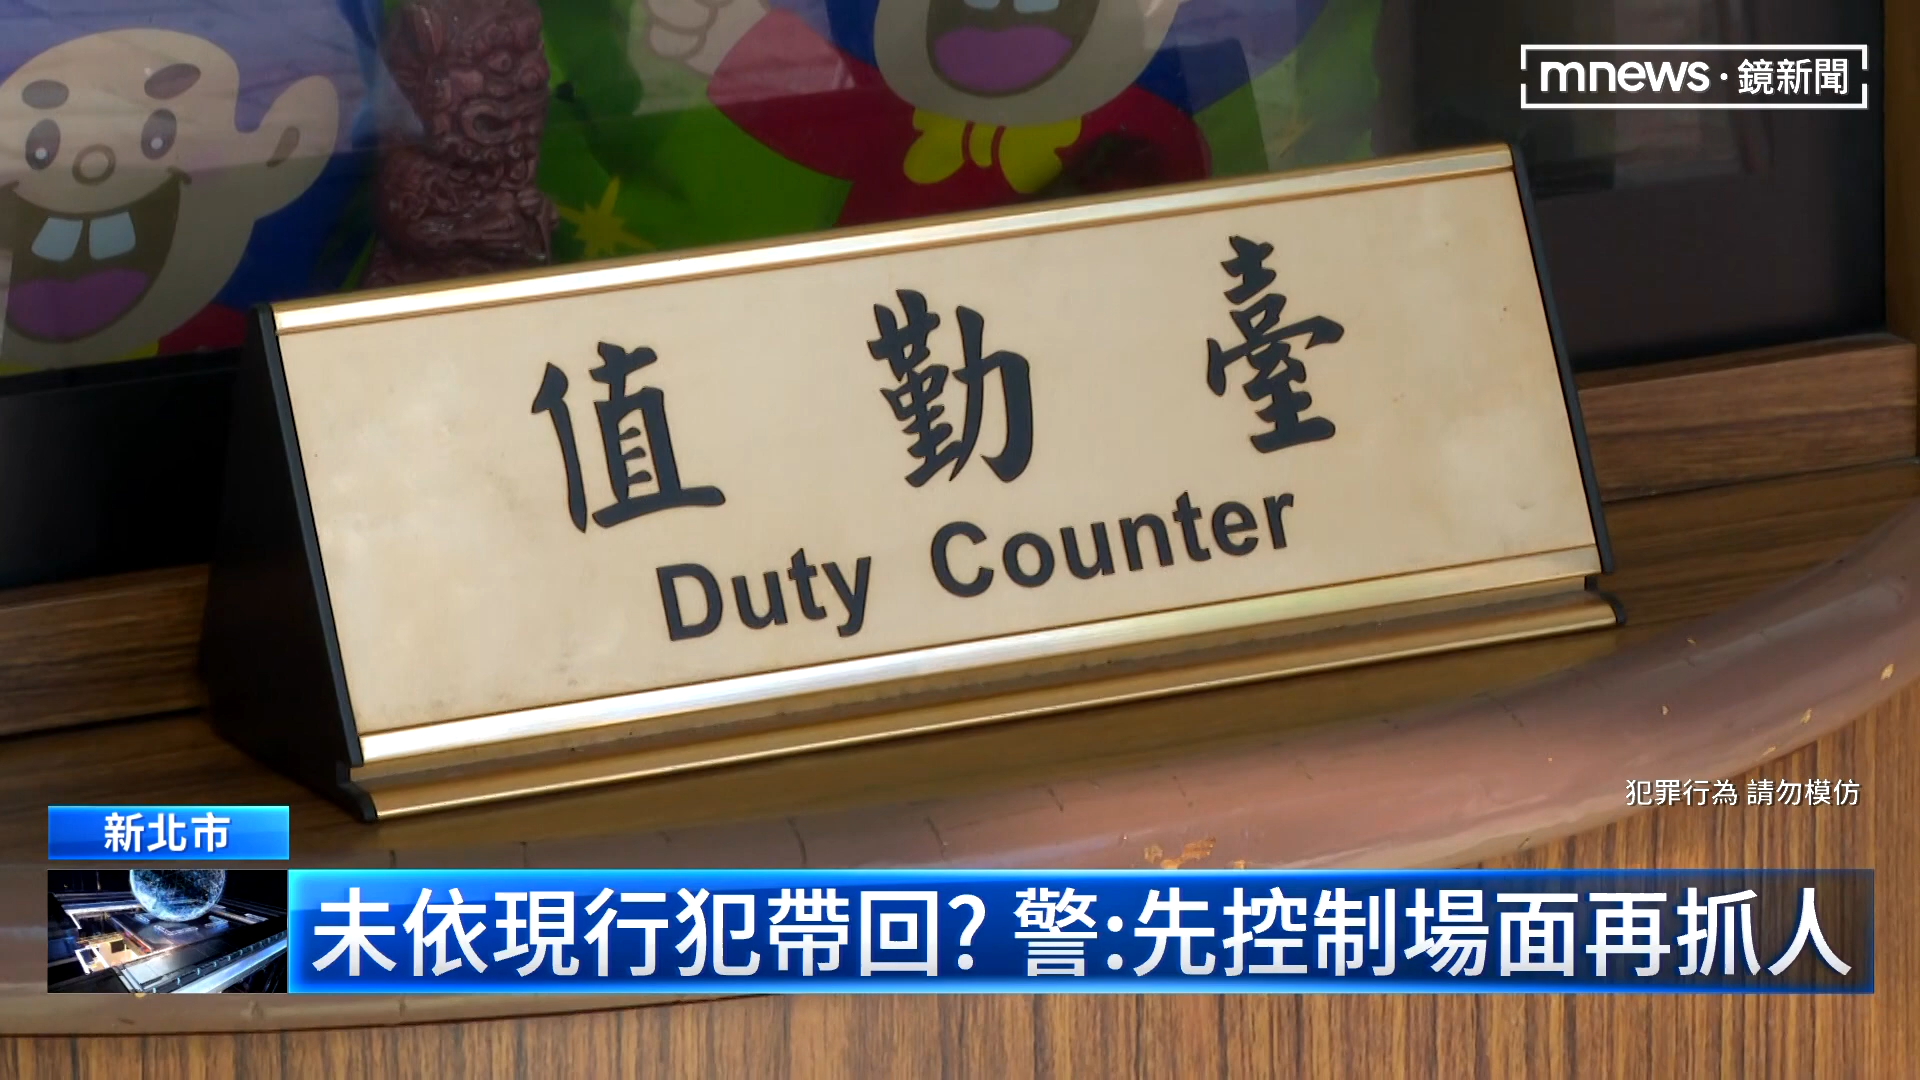 mnews·鏡新聞
值勤臺
Duty Counter
犯罪行為 請勿模仿
新北市
未依現行犯帶回? 警:先控制場面再抓人